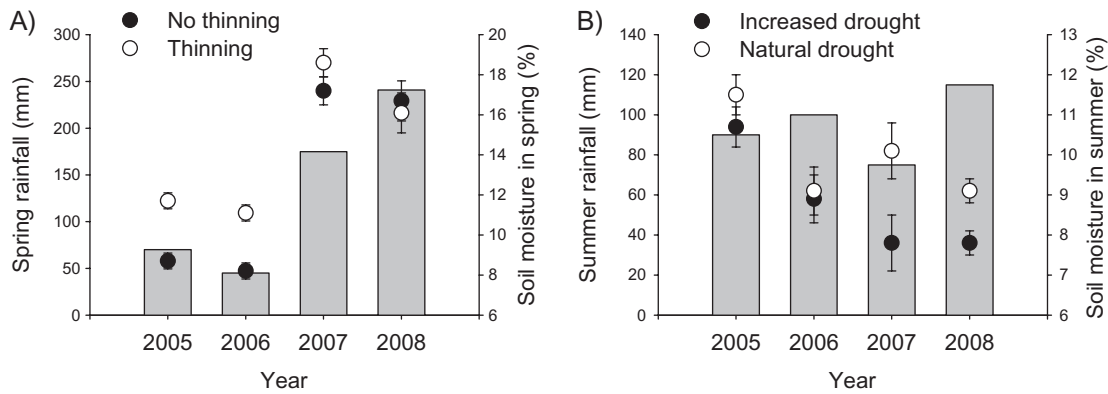 A)
No thinning
Thinning
300
250
200
150
100
50
0
Spring rainfall (mm)
20
18
16
14
12
10
8
6
Soil moisture in spring (%)
2005 2006 2007 2008
Year
B)
Increased drought
Natural drought
140
120
100
80
60
40
20
0
Summer rainfall (mm)
13
12
11
10
9
8
7
6
Soil moisture in summer (%)
2005 2006 2007 2008
Year